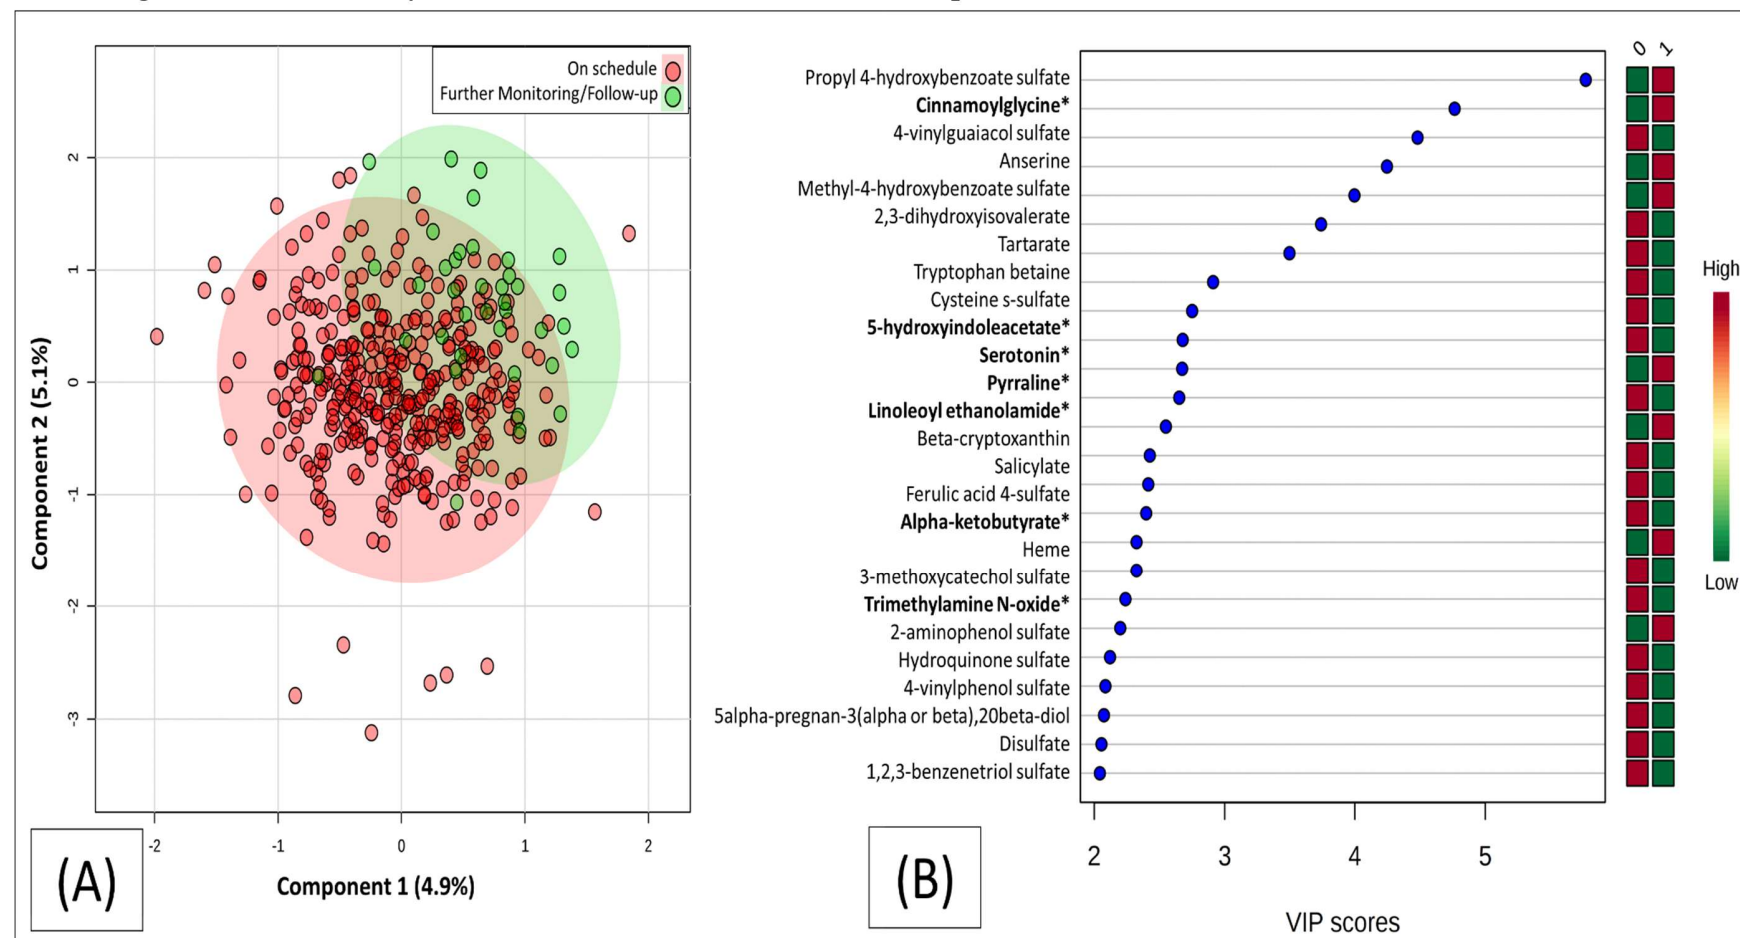 On schedule
Further Monitoring/Follow-up
2
1
0
-1
-2
-3
Component 2 (5.1%)
-2
-1
0
1
2
Component 1 (4.9%)
(A)
0
1
Propyl 4-hydroxybenzoate sulfate
Cinnamoylglycine*
4-vinylguaiacol sulfate
Anserine
Methyl-4-hydroxybenzoate sulfate
2,3-dihydroxyisovalerate
Tartarate
Tryptophan betaine
Cysteine s-sulfate
5-hydroxyindoleacetate*
Serotonin*
Pyrraline*
Linoleoyl ethanolamide*
Beta-cryptoxanthin
Salicylate
Ferulic acid 4-sulfate
Alpha-ketobutyrate*
Heme
3-methoxycatechol sulfate
Trimethylamine N-oxide*
2-aminophenol sulfate
Hydroquinone sulfate
4-vinylphenol sulfate
5alpha-pregnan-3(alpha or beta),20beta-diol
Disulfate
1,2,3-benzenetriol sulfate
2
3
4
5
VIP scores
(B)
High
Low